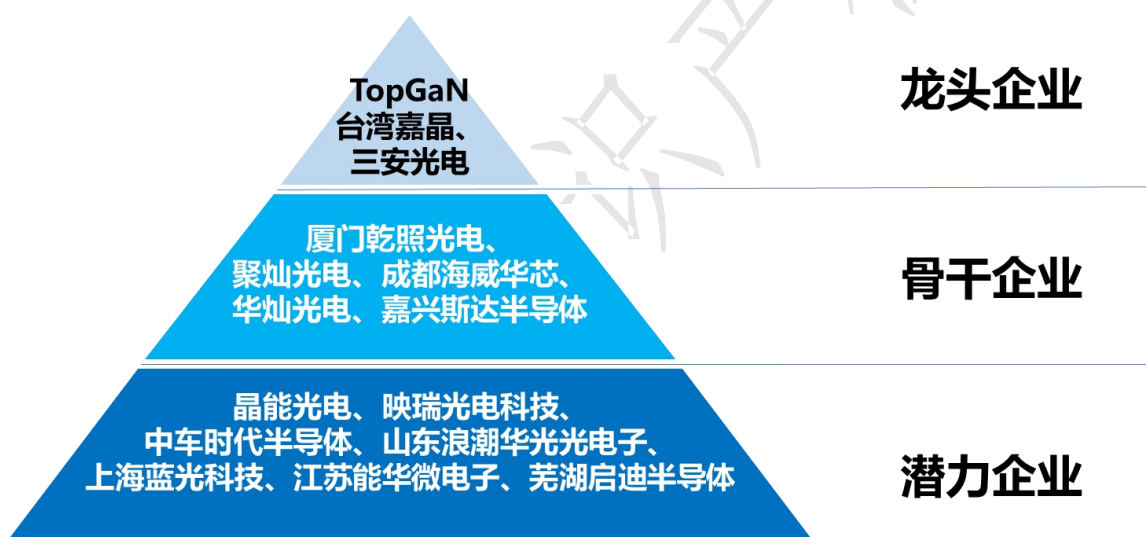 TopGaN
台湾嘉晶、
三安光电
龙头企业
厦门乾照光电、
聚灿光电、成都海威华芯、
华灿光电、嘉兴斯达半导体
骨干企业
晶能光电、映瑞光电科技、
中车时代半导体、山东浪潮华光光电子、
上海蓝光科技、江苏能华微电子、芜湖启迪半导体
潜力企业
识产